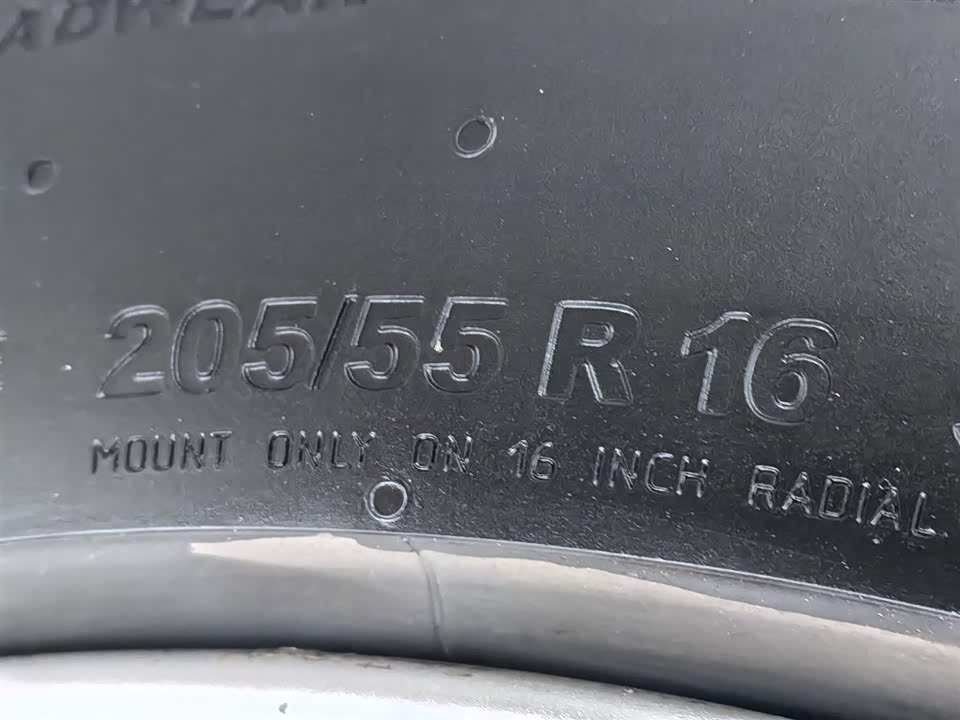 205/55 R 16
MOUNT ONLY ON 16 INCH RADIAL